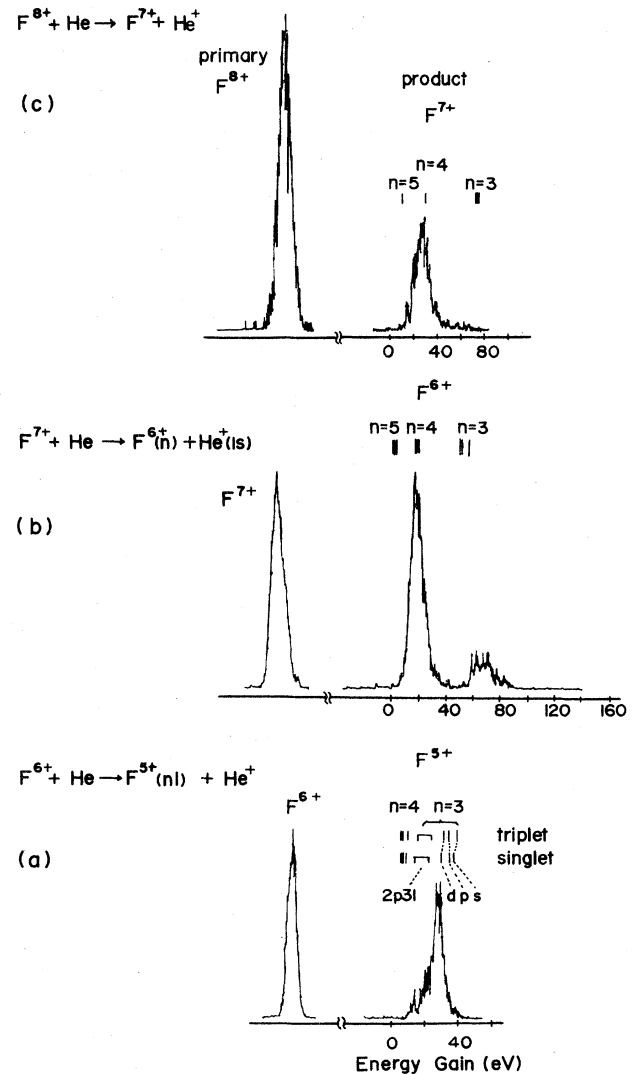 F⁸⁺ + He → F⁷⁺ + He⁺
(c)
primary
F⁸⁺
product
F⁷⁺
n=4
n=5 n=3
0 40 80
F⁶⁺
n=5 n=4 n=3
F⁷⁺ + He → F⁶⁺(n) + He⁺(1s)
F⁷⁺
(b)
0 40 80 120 160
F⁵⁺
F⁶⁺ + He → F⁵⁺(nl) + He⁺
F⁶⁺
n=4 n=3
triplet
(a)
singlet
2p3l d p s
0 40
Energy Gain (eV)